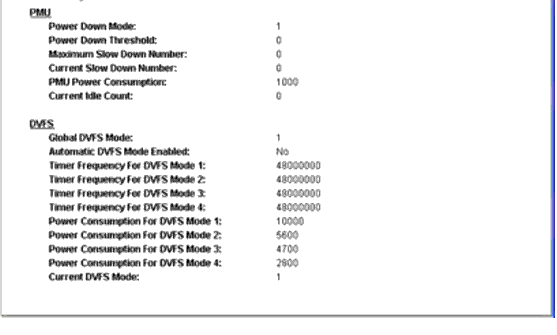 PMU
Power Down Mode: 1
Power Down Threshold: 0
Maximum Slow Down Number: 0
Current Slow Down Number: 0
PMU Power Consumption: 1000
Current Idle Count: 0
DVFS
Global DVFS Mode: 1
Automatic DVFS Mode Enabled: No
Timer Frequency For DVFS Mode 1: 48000000
Timer Frequency For DVFS Mode 2: 48000000
Timer Frequency For DVFS Mode 3: 48000000
Timer Frequency For DVFS Mode 4: 48000000
Power Consumption For DVFS Mode 1: 10000
Power Consumption For DVFS Mode 2: 5600
Power Consumption For DVFS Mode 3: 4700
Power Consumption For DVFS Mode 4: 2800
Current DVFS Mode: 1